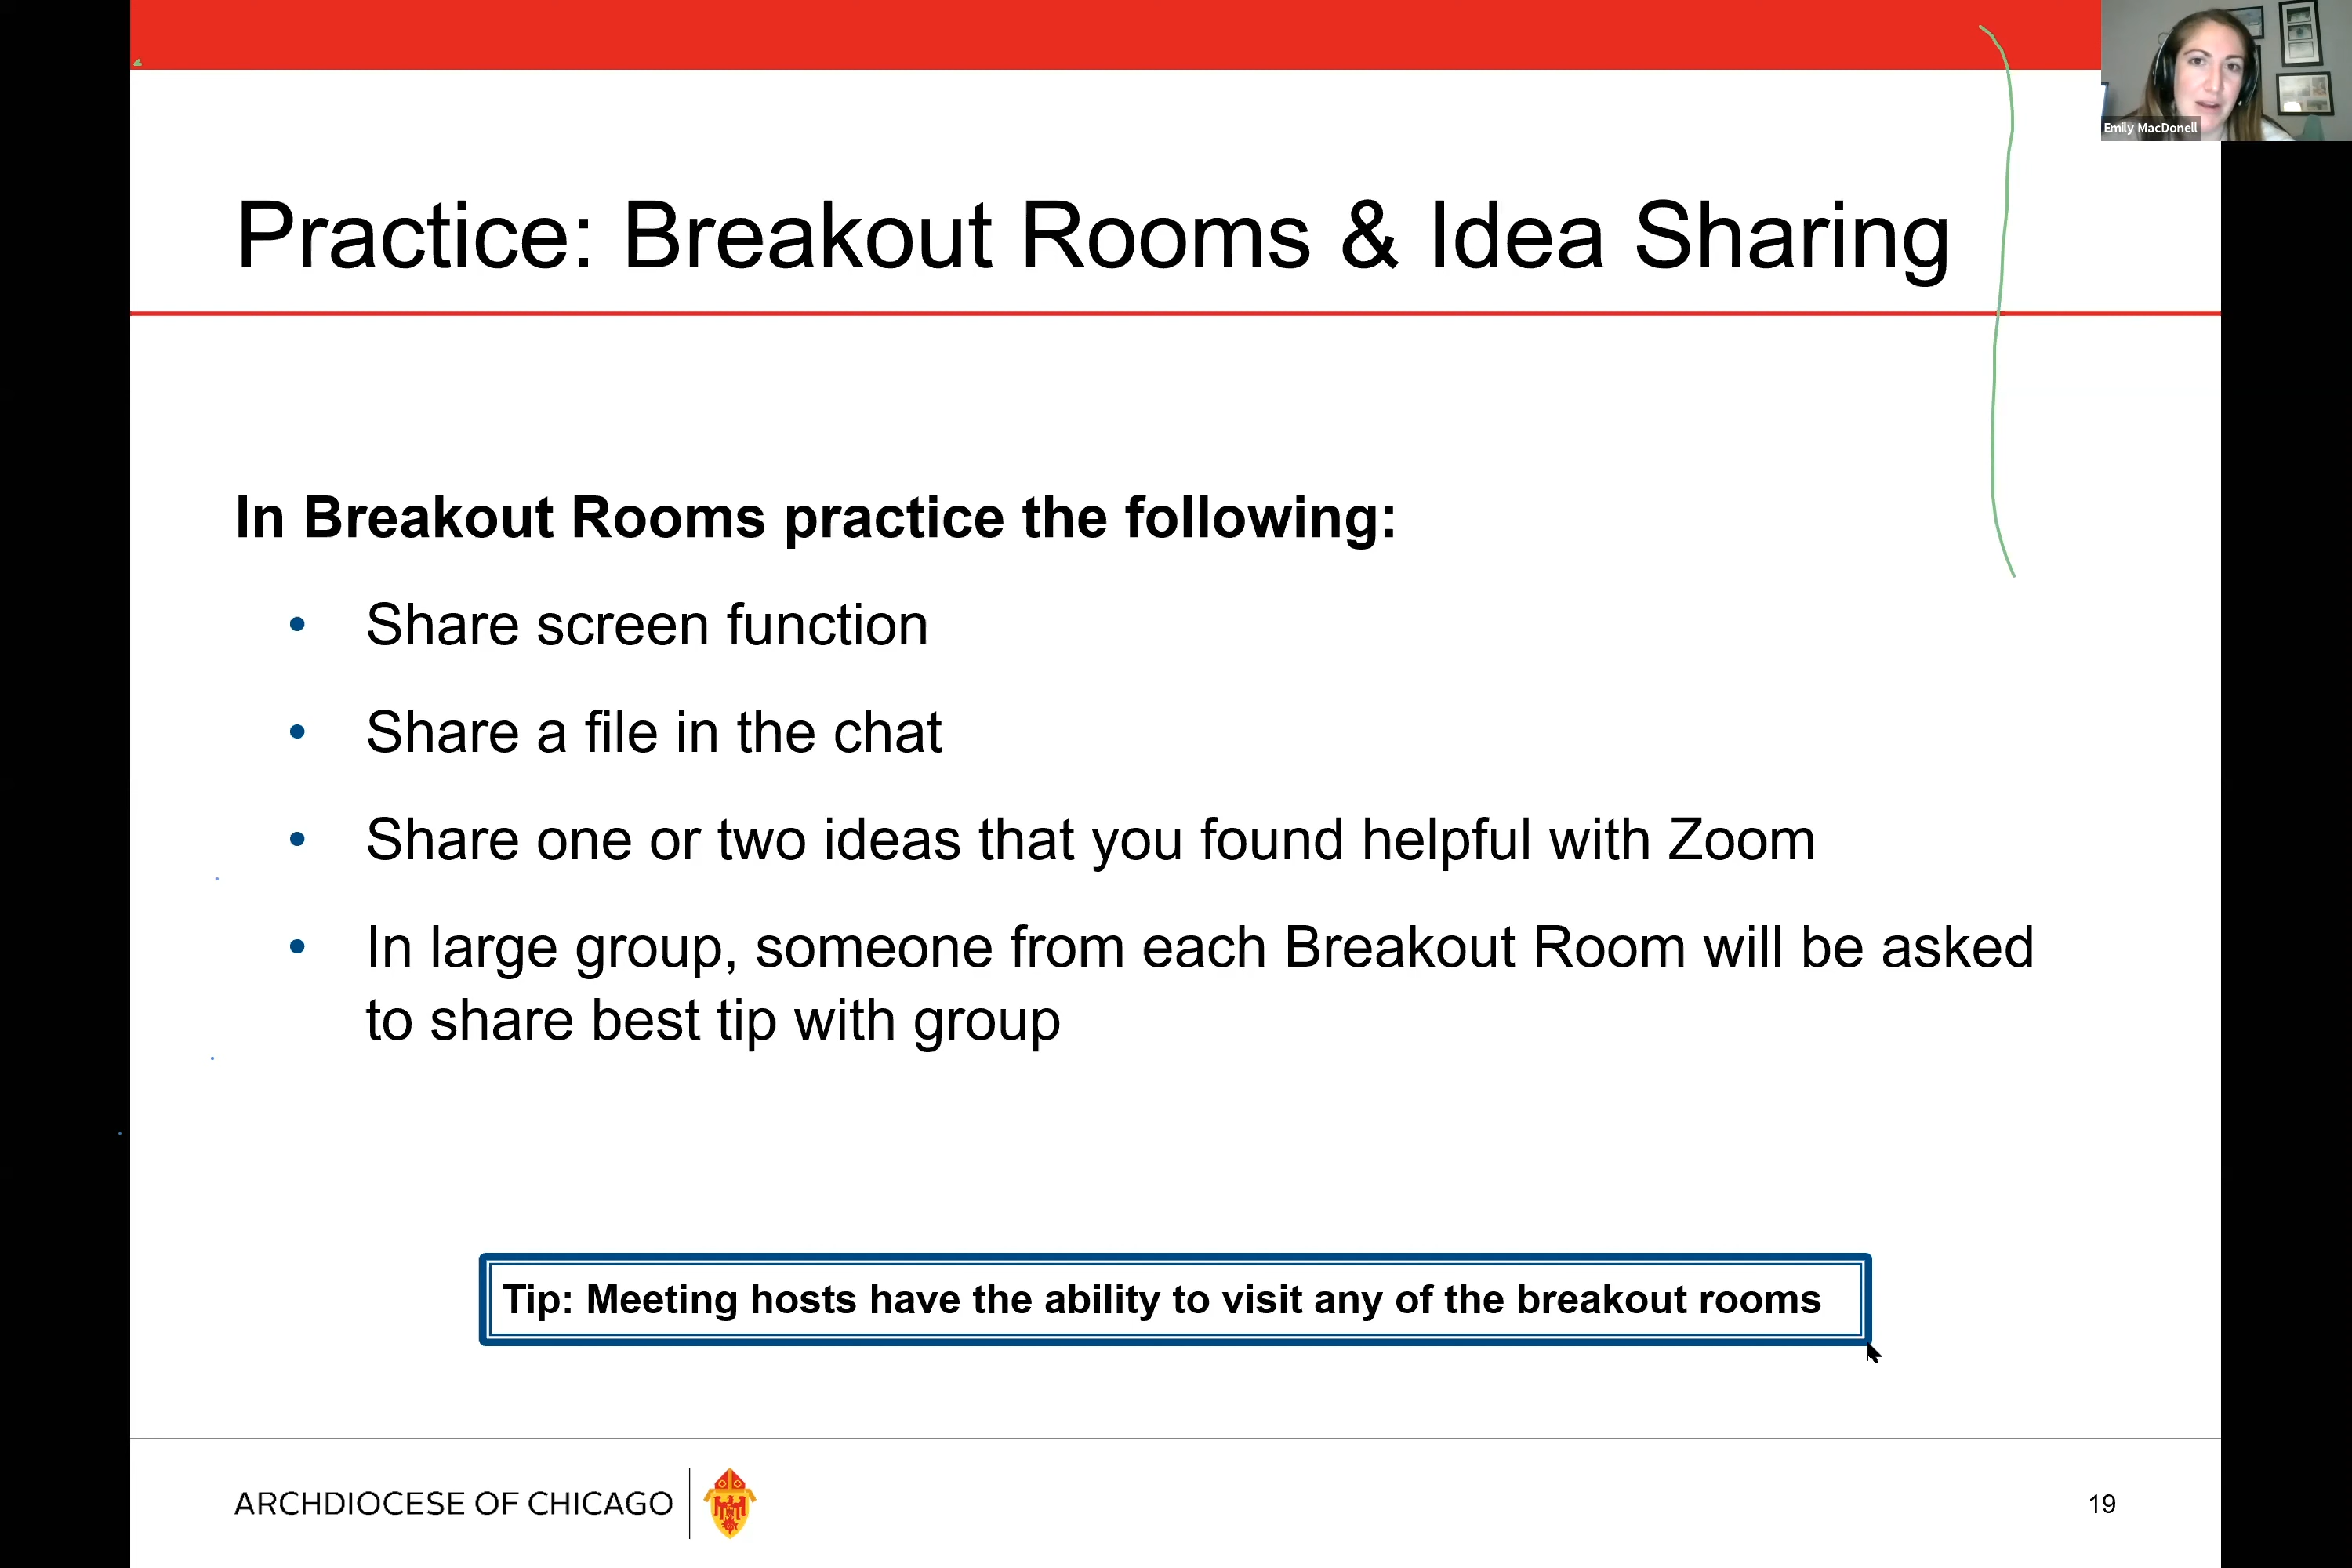 Emily MacDonell
Practice: Breakout Rooms & Idea Sharing
In Breakout Rooms practice the following:
• Share screen function
• Share a file in the chat
• Share one or two ideas that you found helpful with Zoom
• In large group, someone from each Breakout Room will be asked
to share best tip with group
Tip: Meeting hosts have the ability to visit any of the breakout rooms
ARCHDIOCESE OF CHICAGO
19